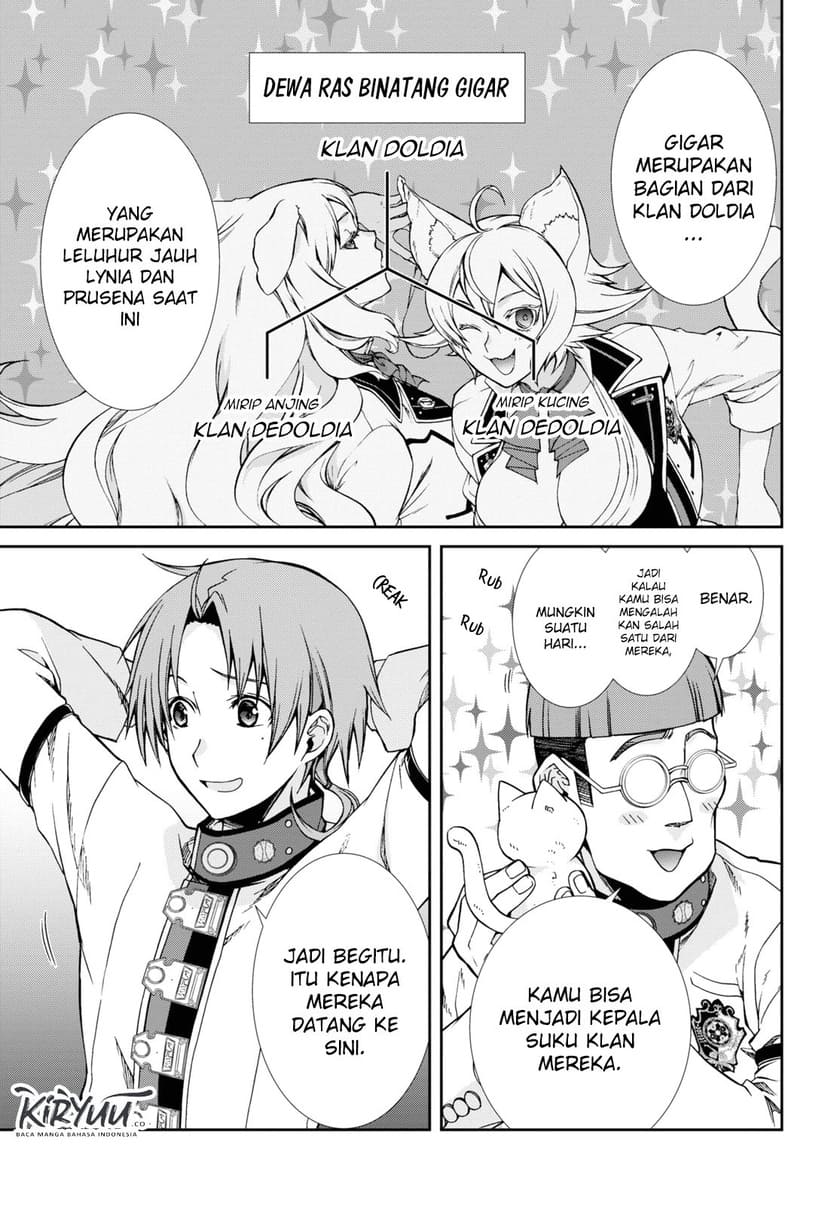 DEWA RAS BINATANG GIGAR
KLAN DOLDIA
GIGAR
MERUPAKAN
BAGIAN DARI
KLAN DOLDIA
...
YANG
MERUPAKAN
LELUHUR JAUH
LYNIA DAN
PRUSENA SAAT
INI
MIRIP KUCING
KLAN DEDOLDIA
MIRIP ANJING
KLAN DEDOLDIA
BENAR.
JADI
KALAU
KAMU BISA
MENGALAH
KAN SALAH
SATU DARI
MEREKA,
MUNGKIN
SUATU
HARI...
RUB
RUB
KAMU BISA
MENJADI KEPALA
SUKU KLAN
MEREKA.
CREAK
JADI BEGITU.
ITU KENAPA
MEREKA
DATANG KE
SINI.
KIRYUU.CO
BACA MANGA BAHASA INDONESIA